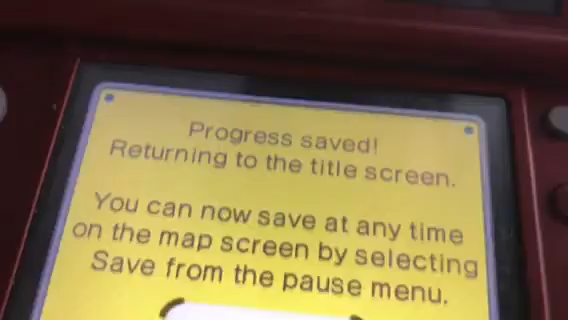 Progress saved!
Returning to the title screen.
You can now save at any time
on the map screen by selecting
Save from the pause menu.